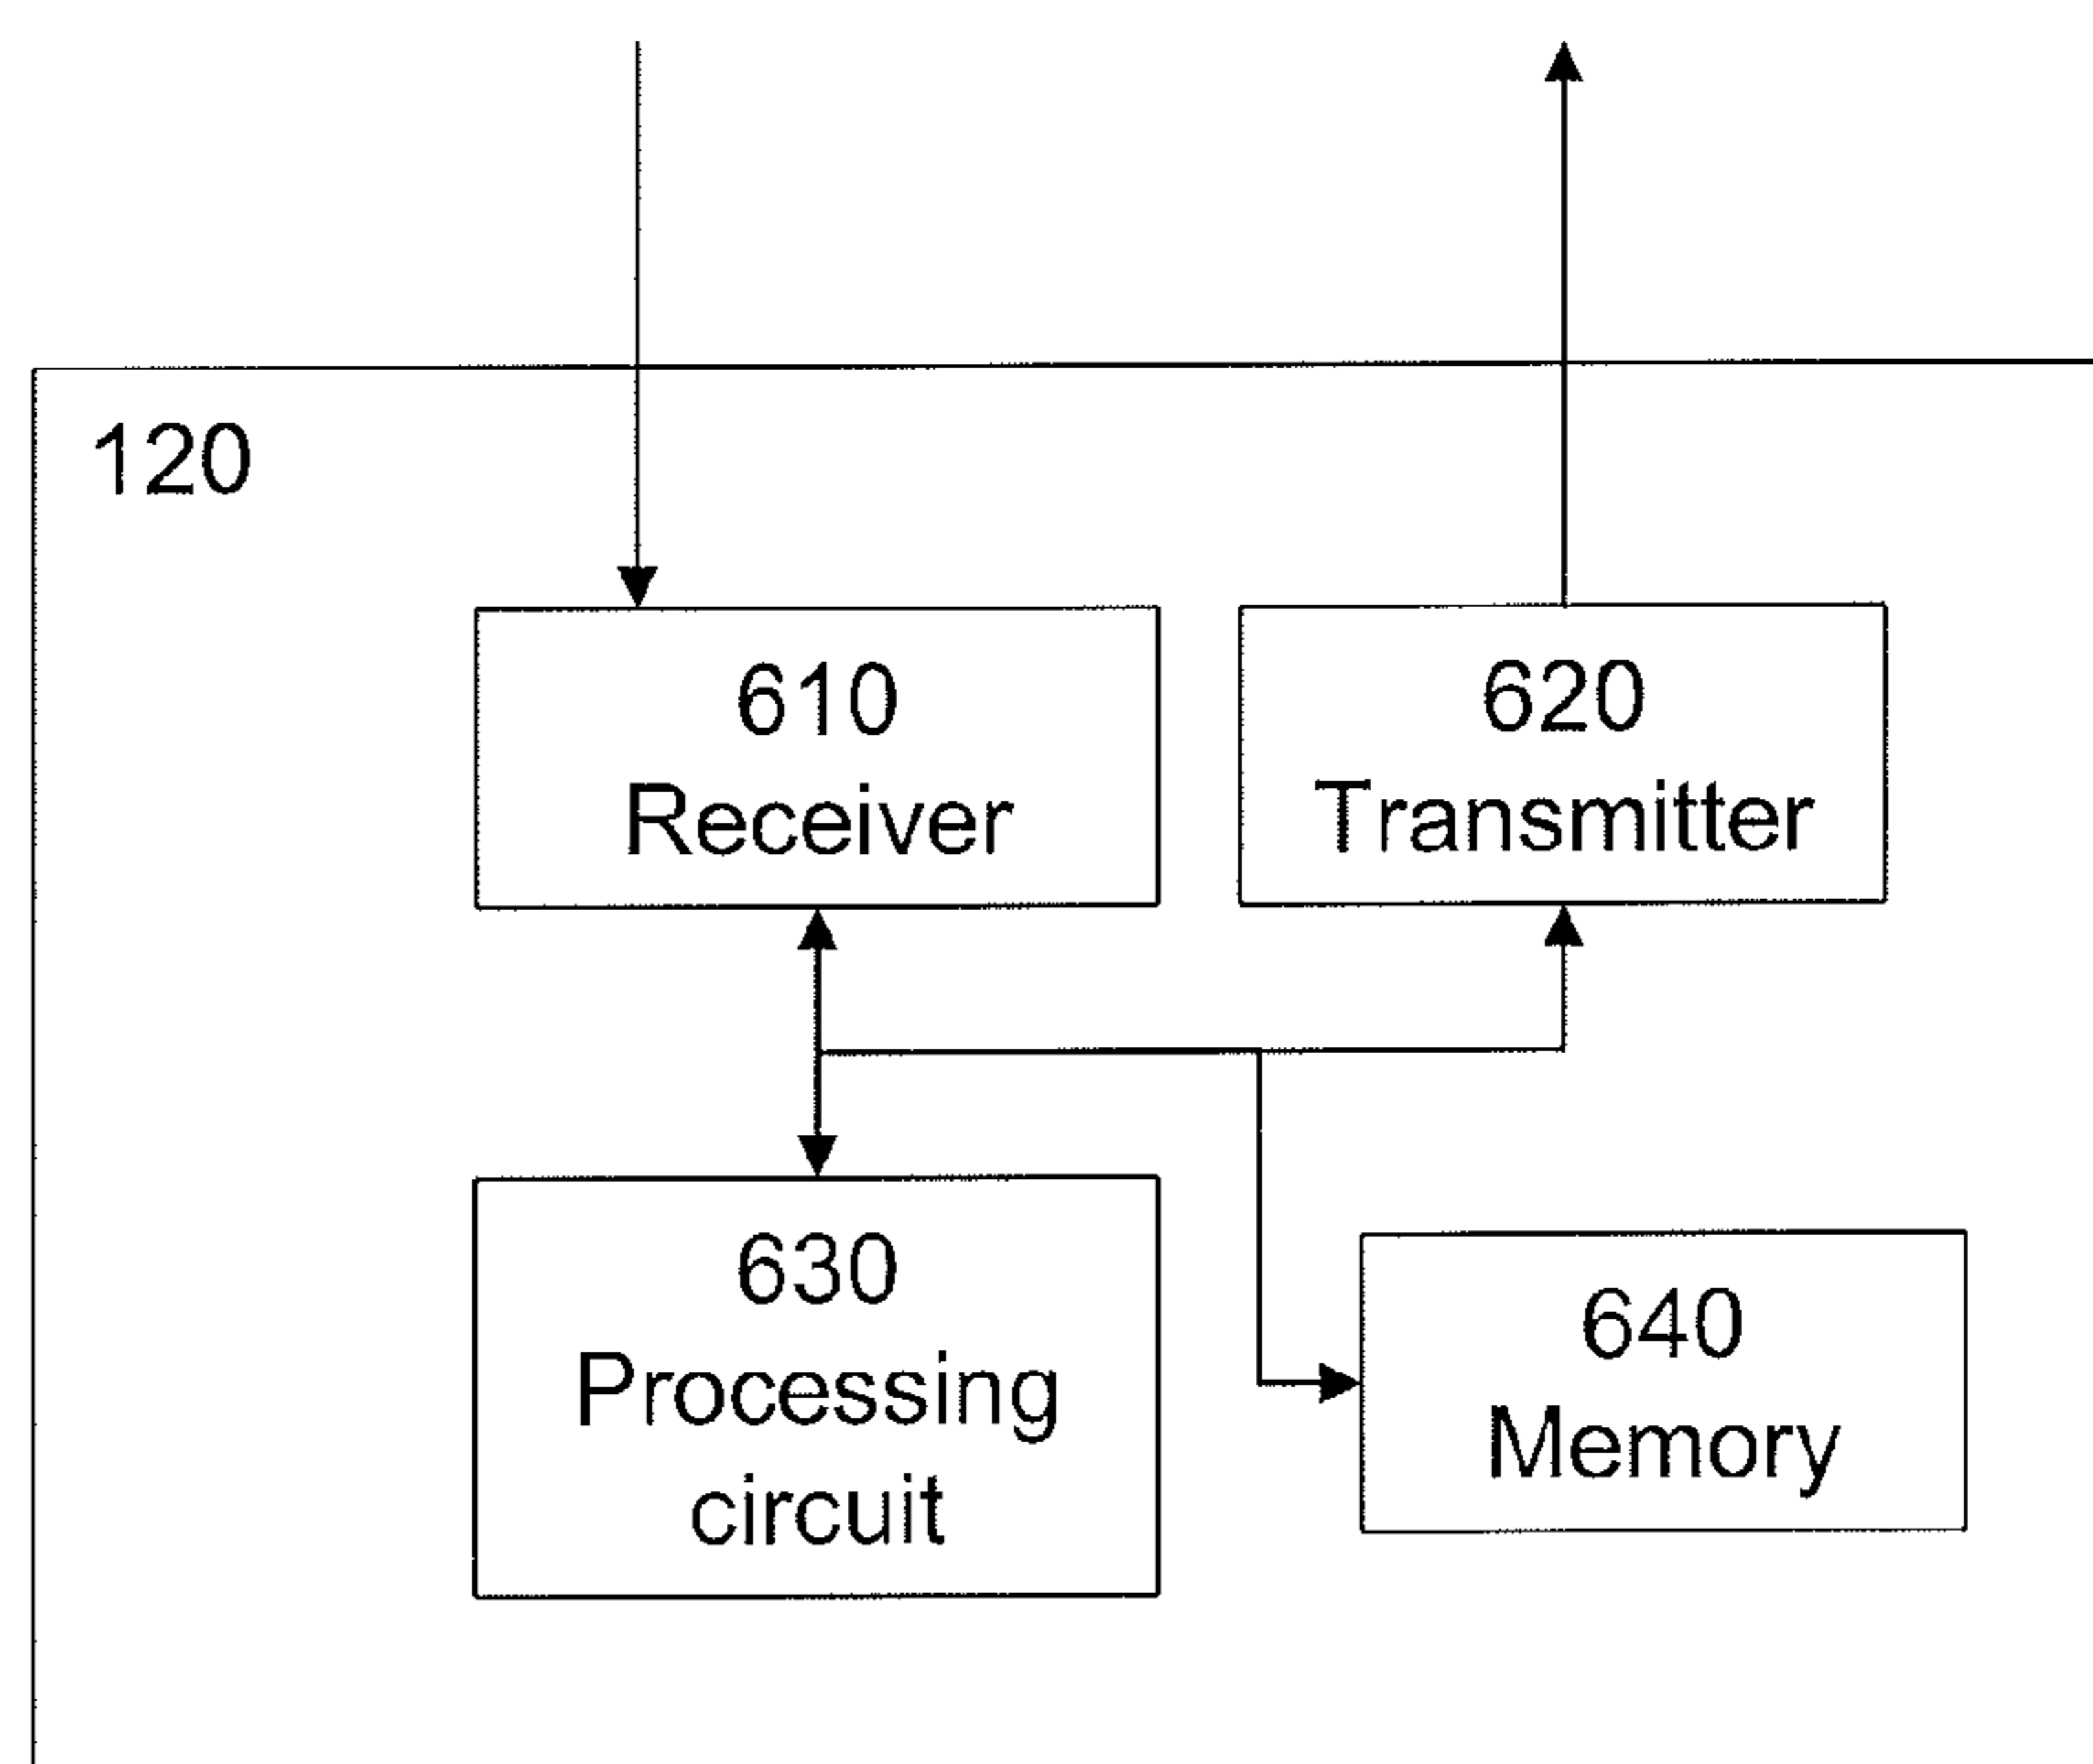 120
610
Receiver
620
Transmitter
630
Processing
circuit
640
Memory